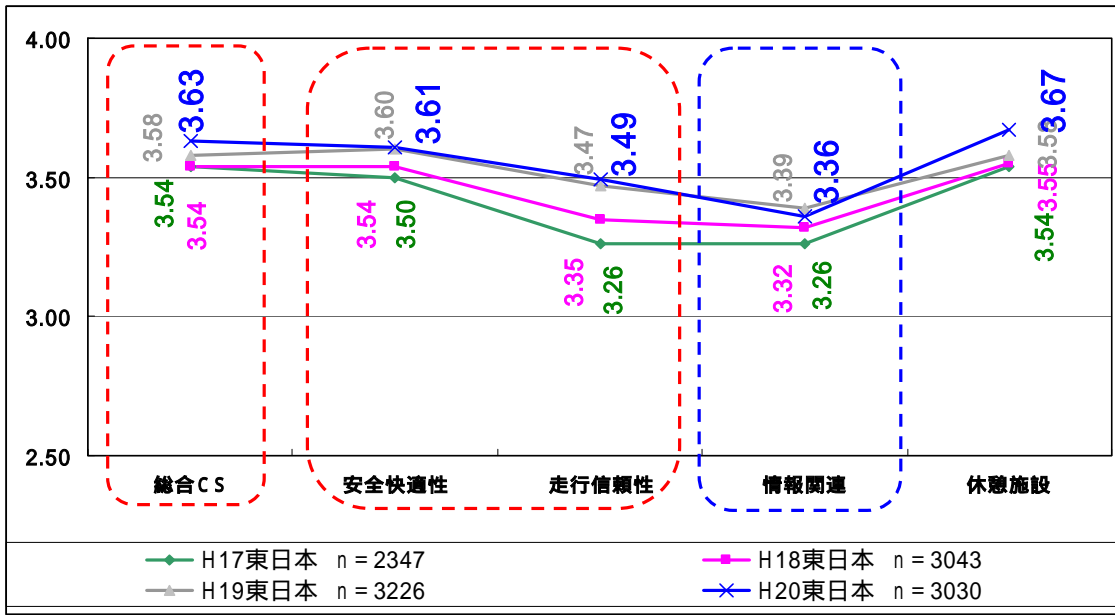 4.00
3.50
3.00
2.50
3.58
3.63
3.54
3.54
3.60
3.61
3.54
3.50
3.47
3.49
3.35
3.26
3.39
3.36
3.32
3.26
3.67
3.55
3.54
総合CS
安全快適性
走行信頼性
情報関連
休憩施設
H17東日本 n = 2347
H18東日本 n = 3043
H19東日本 n = 3226
H20東日本 n = 3030